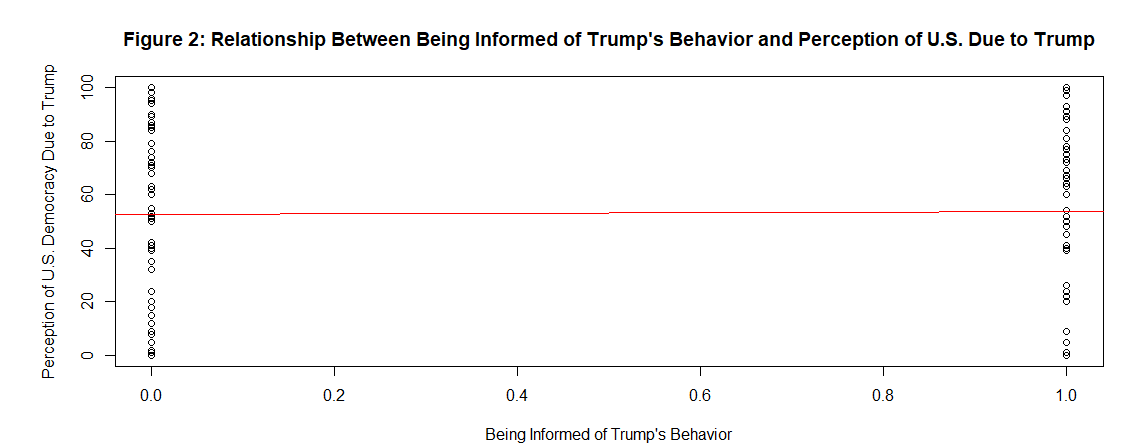 Figure 2: Relationship Between Being Informed of Trump's Behavior and Perception of U.S. Due to Trump
Perception of U.S. Democracy Due to Trump
100
80
60
40
20
0
0.0 0.2 0.4 0.6 0.8 1.0
Being Informed of Trump's Behavior